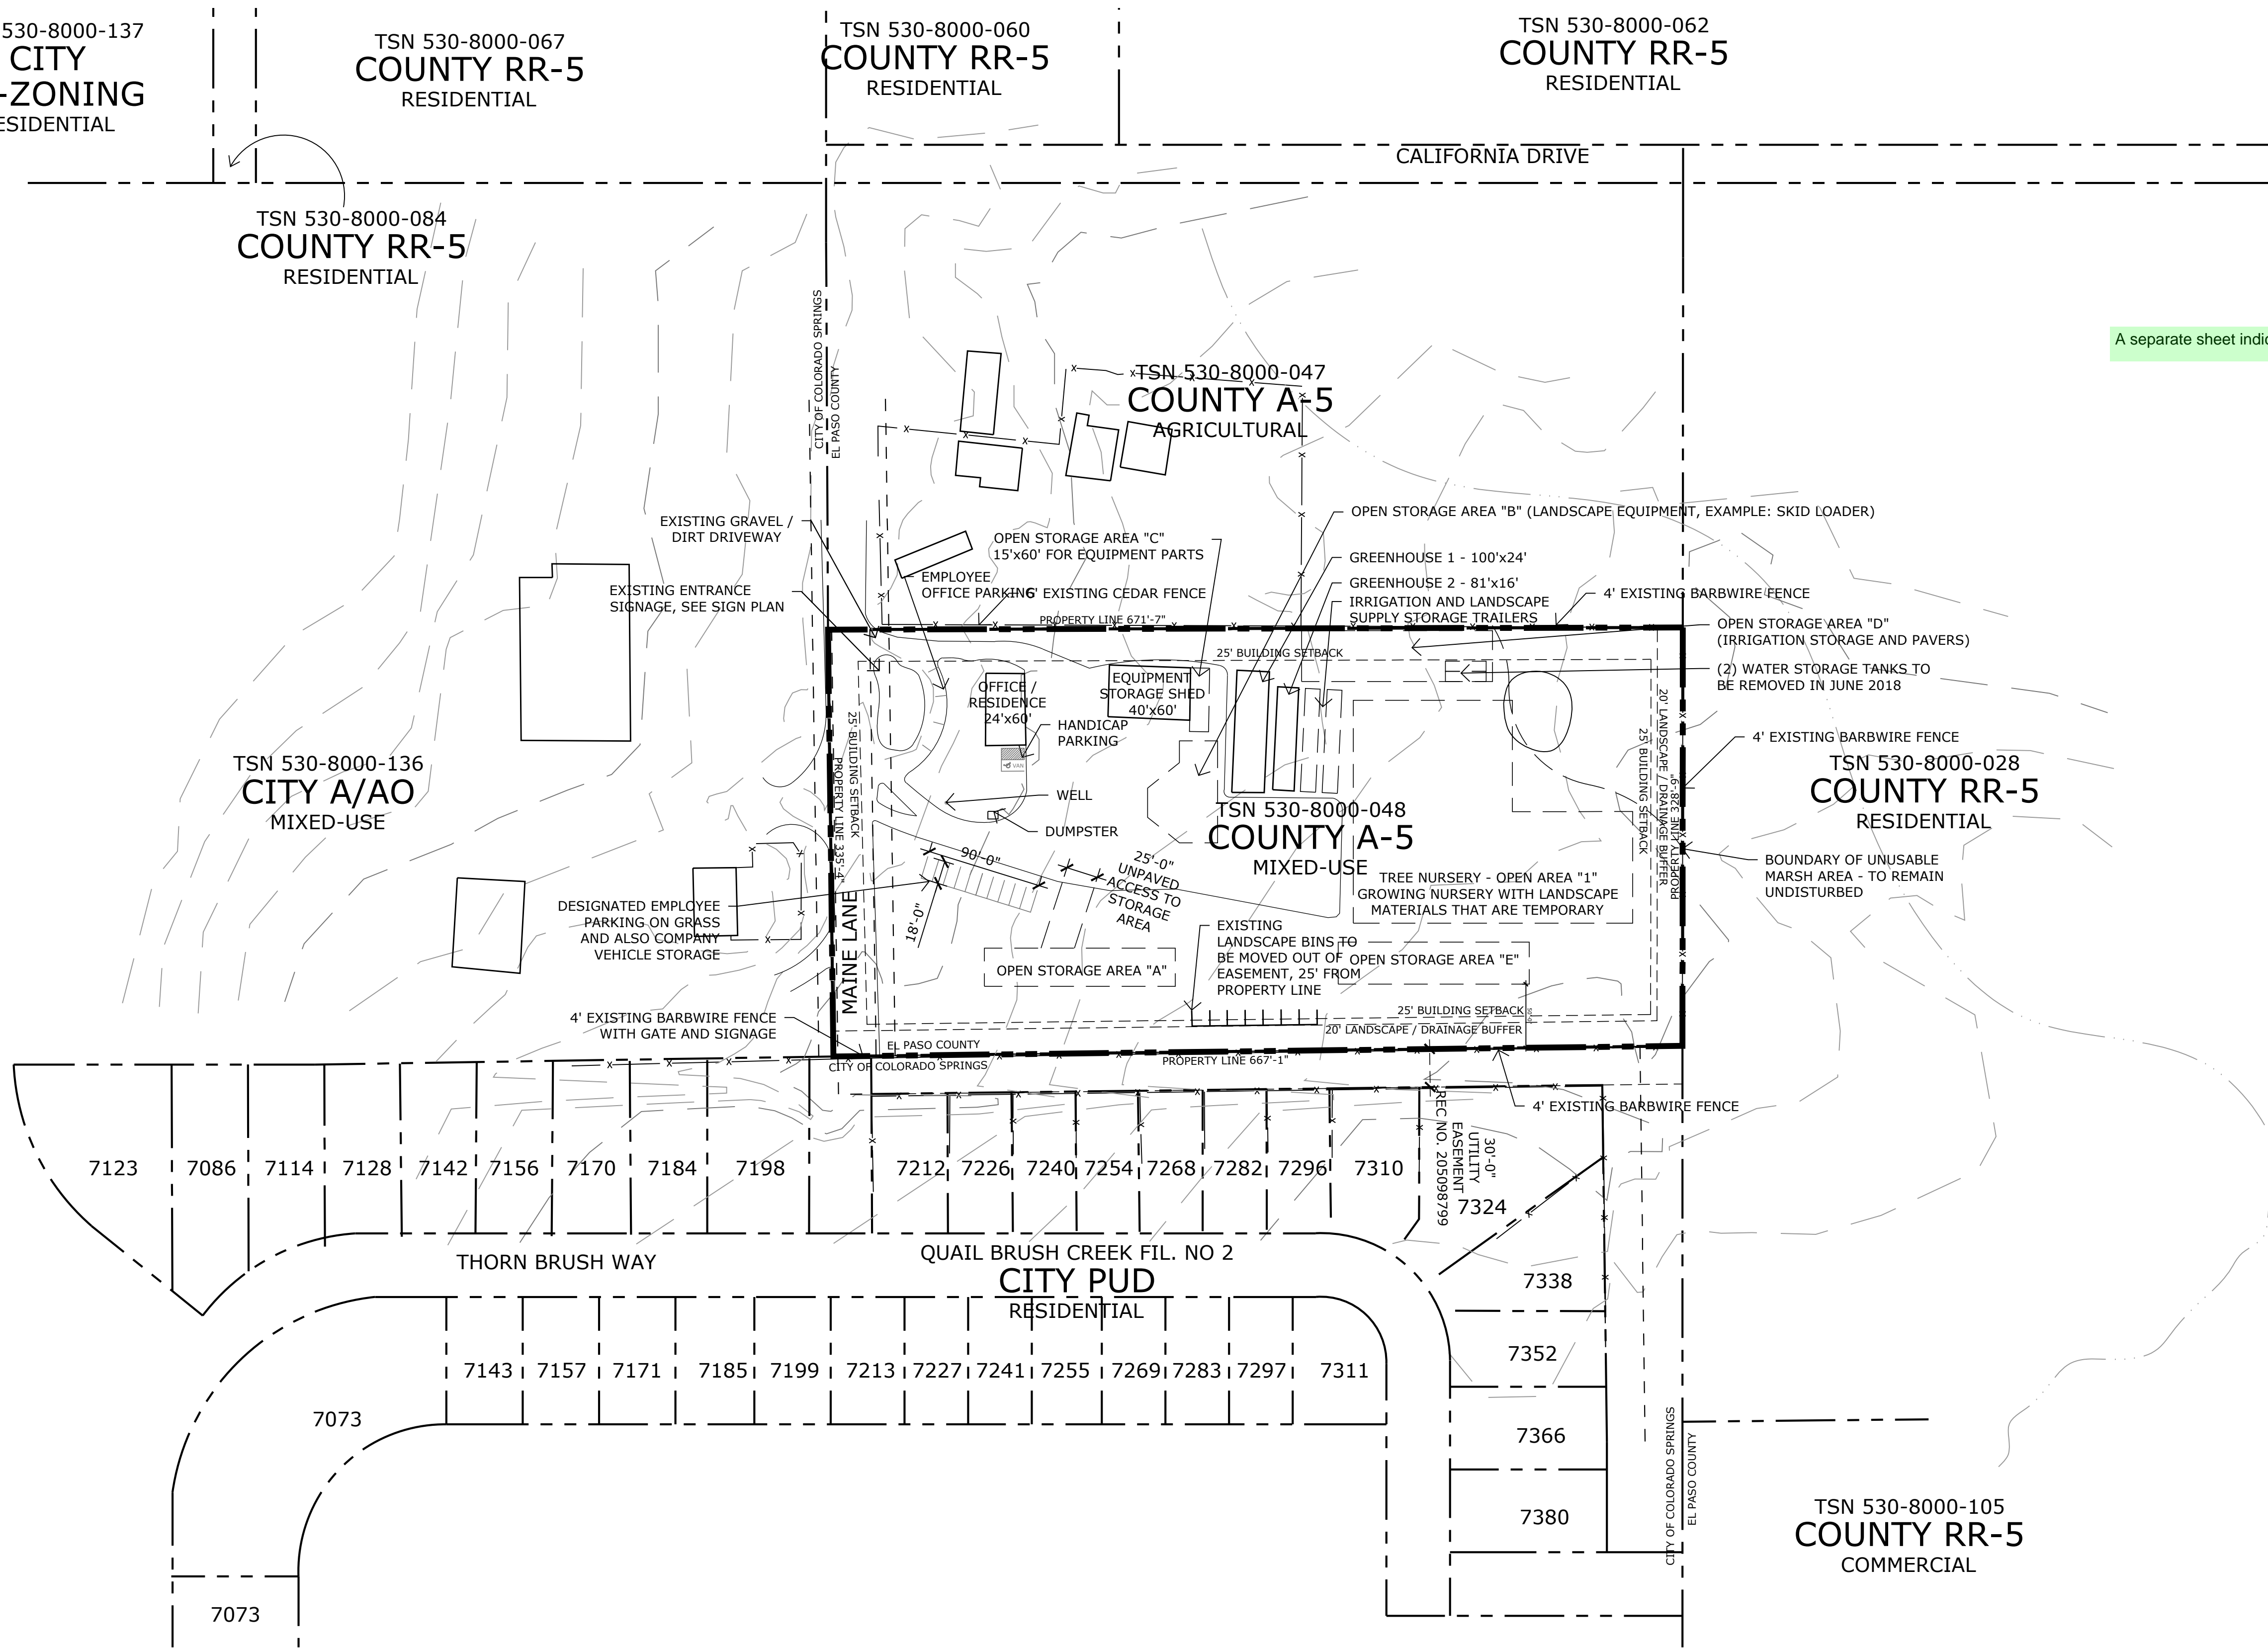 530-8000-137
CITY
-ZONING
ESIDENTIAL
TSN 530-8000-067
COUNTY RR-5
RESIDENTIAL
TSN 530-8000-060
COUNTY RR-5
RESIDENTIAL
TSN 530-8000-062
COUNTY RR-5
RESIDENTIAL
CALIFORNIA DRIVE
TSN 530-8000-084
COUNTY RR-5
RESIDENTIAL
A separate sheet indic
CITY OF COLORADO SPRINGS
EL PASO COUNTY
TSN 530-8000-047
COUNTY A-5
AGRICULTURAL
EXISTING GRAVEL /
DIRT DRIVEWAY
OPEN STORAGE AREA "C"
15'x60' FOR EQUIPMENT PARTS
OPEN STORAGE AREA "B" (LANDSCAPE EQUIPMENT, EXAMPLE: SKID LOADER)
GREENHOUSE 1 - 100'x24'
GREENHOUSE 2 - 81'x16'
IRRIGATION AND LANDSCAPE
SUPPLY STORAGE TRAILERS
EMPLOYEE
OFFICE PARKING
6' EXISTING CEDAR FENCE
EXISTING ENTRANCE
SIGNAGE, SEE SIGN PLAN
4' EXISTING BARBWIRE FENCE
PROPERTY LINE 671'-7"
OPEN STORAGE AREA "D"
(IRRIGATION STORAGE AND PAVERS)
25' BUILDING SETBACK
(2) WATER STORAGE TANKS TO
BE REMOVED IN JUNE 2018
OFFICE /
RESIDENCE
24'x60'
EQUIPMENT
STORAGE SHED
40'x60'
HANDICAP
PARKING
VAN
25' BUILDING SETBACK
PROPERTY LINE 335'-4"
20' LANDSCAPE / DRAINAGE BUFFER
25' BUILDING SETBACK
PROPERTY LINE 328'-9"
4' EXISTING BARBWIRE FENCE
TSN 530-8000-136
CITY A/AO
MIXED-USE
TSN 530-8000-028
COUNTY RR-5
RESIDENTIAL
WELL
DUMPSTER
TSN 530-8000-048
COUNTY A-5
MIXED-USE
90'-0"
25'-0"
UNPAVED
ACCESS TO
STORAGE
AREA
18'-0"
BOUNDARY OF UNUSABLE
MARSH AREA - TO REMAIN
UNDISTURBED
TREE NURSERY - OPEN AREA "1"
GROWING NURSERY WITH LANDSCAPE
MATERIALS THAT ARE TEMPORARY
DESIGNATED EMPLOYEE
PARKING ON GRASS
AND ALSO COMPANY
VEHICLE STORAGE
MAINE LANE
EXISTING
LANDSCAPE BINS TO
BE MOVED OUT OF
EASEMENT, 25' FROM
PROPERTY LINE
OPEN STORAGE AREA "A"
OPEN STORAGE AREA "E"
4' EXISTING BARBWIRE FENCE
WITH GATE AND SIGNAGE
25' BUILDING SETBACK
20' LANDSCAPE / DRAINAGE BUFFER
EL PASO COUNTY
CITY OF COLORADO SPRINGS
PROPERTY LINE 667'-1"
4' EXISTING BARBWIRE FENCE
30'-0"
UTILITY
EASEMENT
REC NO. 205098799
7123
7086
7114
7128
7142
7156
7170
7184
7198
7212
7226
7240
7254
7268
7282
7296
7310
7324
THORN BRUSH WAY
QUAIL BRUSH CREEK FIL. NO 2
CITY PUD
RESIDENTIAL
7338
7352
7366
7380
7143
7157
7171
7185
7199
7213
7227
7241
7255
7269
7283
7297
7311
7073
7073
CITY OF COLORADO SPRINGS
EL PASO COUNTY
TSN 530-8000-105
COUNTY RR-5
COMMERCIAL